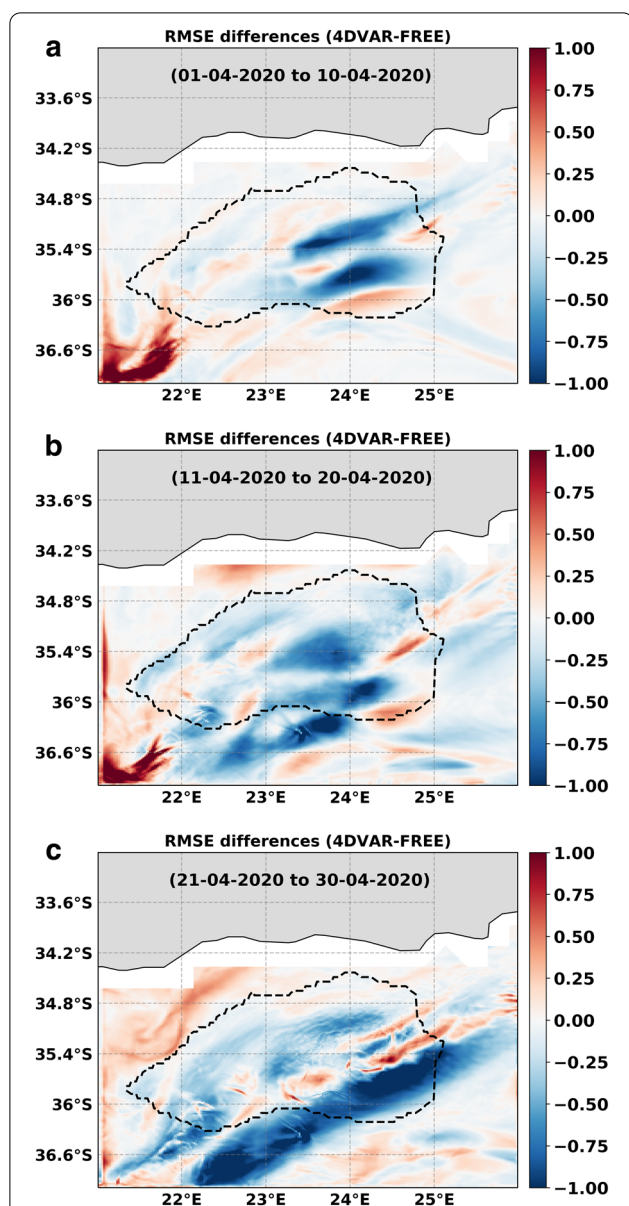 a
RMSE differences (4DVAR-FREE)
(01-04-2020 to 10-04-2020)
33.6°S
34.2°S
34.8°S
35.4°S
36°S
36.6°S
22°E 23°E 24°E 25°E
1.00
0.75
0.50
0.25
0.00
−0.25
−0.50
−0.75
−1.00
b
RMSE differences (4DVAR-FREE)
(11-04-2020 to 20-04-2020)
33.6°S
34.2°S
34.8°S
35.4°S
36°S
36.6°S
22°E 23°E 24°E 25°E
1.00
0.75
0.50
0.25
0.00
−0.25
−0.50
−0.75
−1.00
c
RMSE differences (4DVAR-FREE)
(21-04-2020 to 30-04-2020)
33.6°S
34.2°S
34.8°S
35.4°S
36°S
36.6°S
22°E 23°E 24°E 25°E
1.00
0.75
0.50
0.25
0.00
−0.25
−0.50
−0.75
−1.00